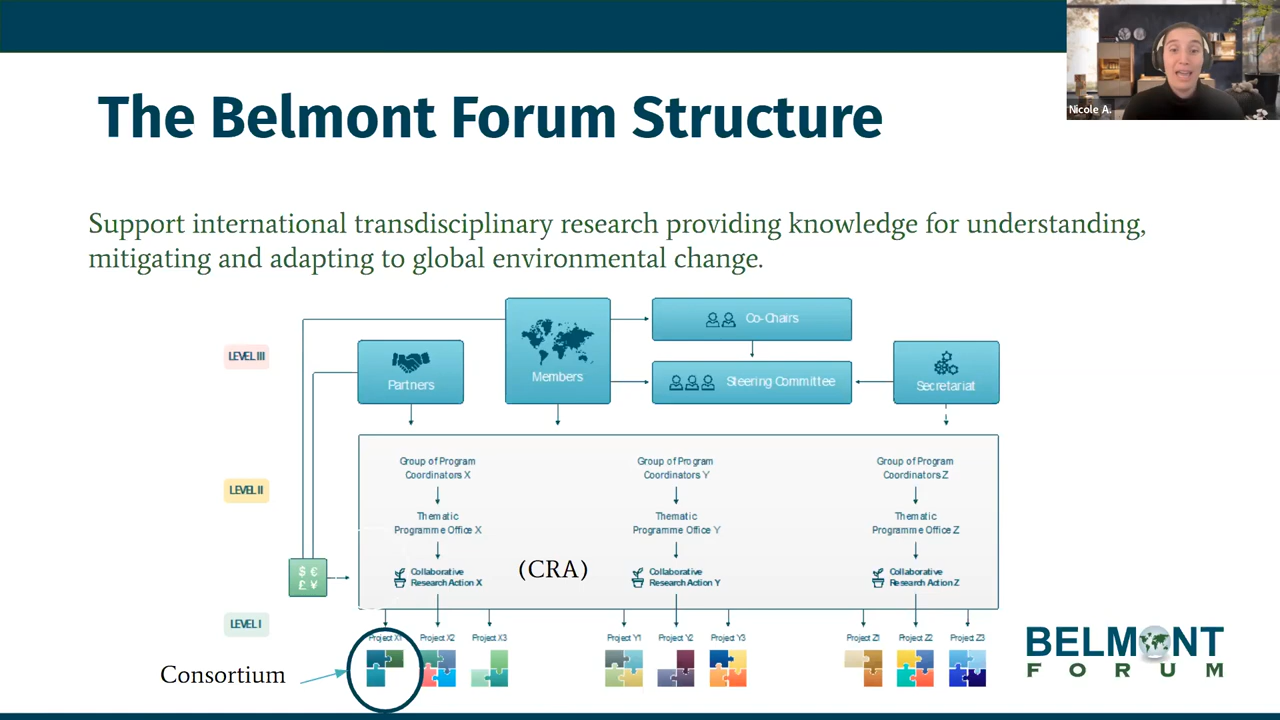 The Belmont Forum Structure
Nicole A.
Support international transdisciplinary research providing knowledge for understanding,
mitigating and adapting to global environmental change.
LEVEL III
Partners
Members
Co-Chairs
Steering Committee
Secretariat
LEVEL II
Group of Program
Coordinators X
Thematic
Programme Office X
Collaborative
Research Action X
(CRA)
Group of Program
Coordinators Y
Thematic
Programme Office Y
Collaborative
Research Action Y
Group of Program
Coordinators Z
Thematic
Programme Office Z
Collaborative
Research Action Z
$ €
£ ¥
LEVEL I
Project X1
Project X2
Project X3
Project Y1
Project Y2
Project Y3
Project Z1
Project Z2
Project Z3
Consortium
BELMONT
FORUM